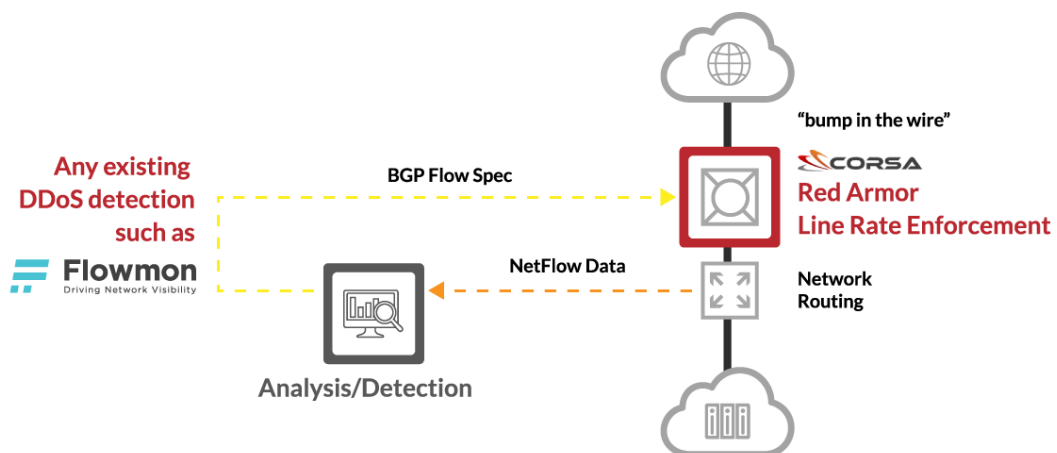 "bump in the wire"
CORSA
Red Armor
Line Rate Enforcement
Any existing
DDoS detection
such as
Flowmon
Driving Network Visibility
BGP Flow Spec
NetFlow Data
Network
Routing
Analysis/Detection